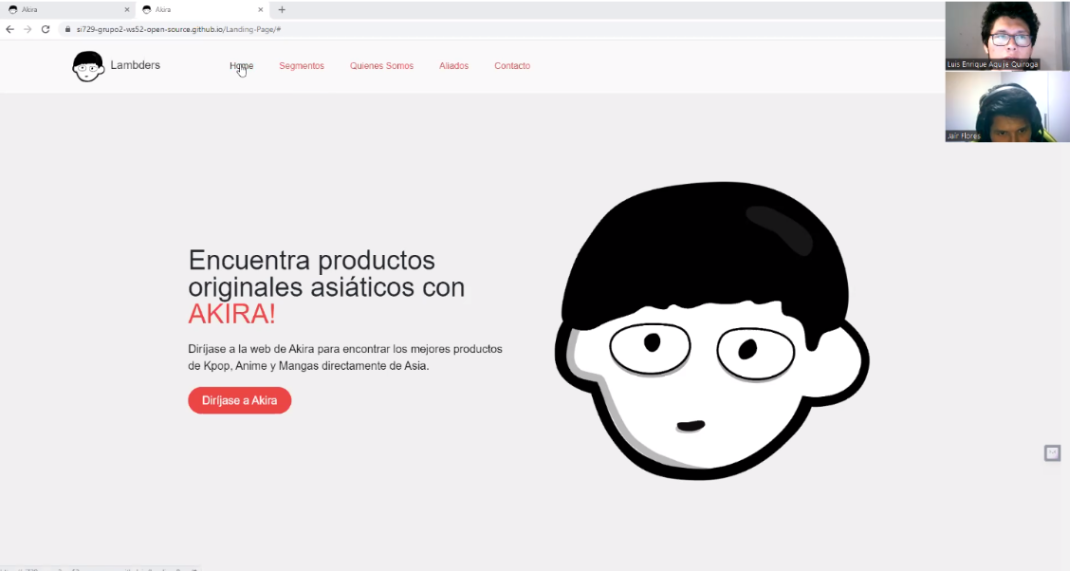 Akira
Akira
si729-grupo2-ws52-open-source.github.io/Landing-Page/#
Lambders
Home
Segmentos
Quienes Somos
Aliados
Contacto
Luis Enrique Aquije Quiroga
Jair Flores
Encuentra productos
originales asiáticos con
AKIRA!
Diríjase a la web de Akira para encontrar los mejores productos
de Kpop, Anime y Mangas directamente de Asia.
Diríjase a Akira